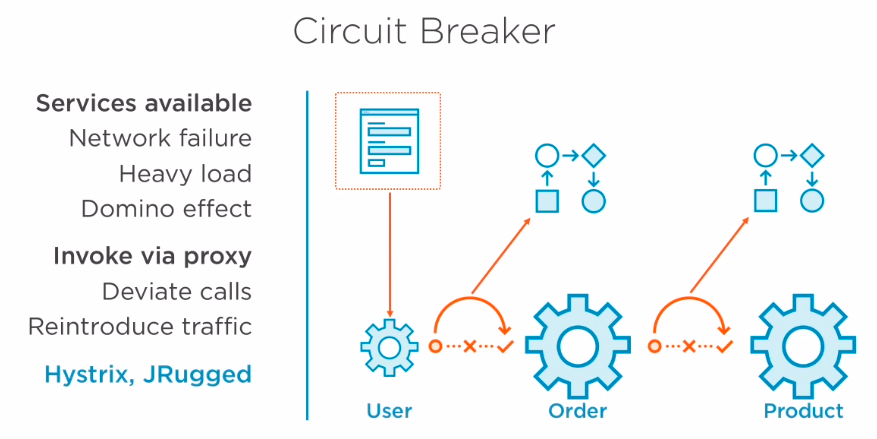 Circuit Breaker
Services available
Network failure
Heavy load
Domino effect
Invoke via proxy
Deviate calls
Reintroduce traffic
Hystrix, JRugged
User
Order
Product